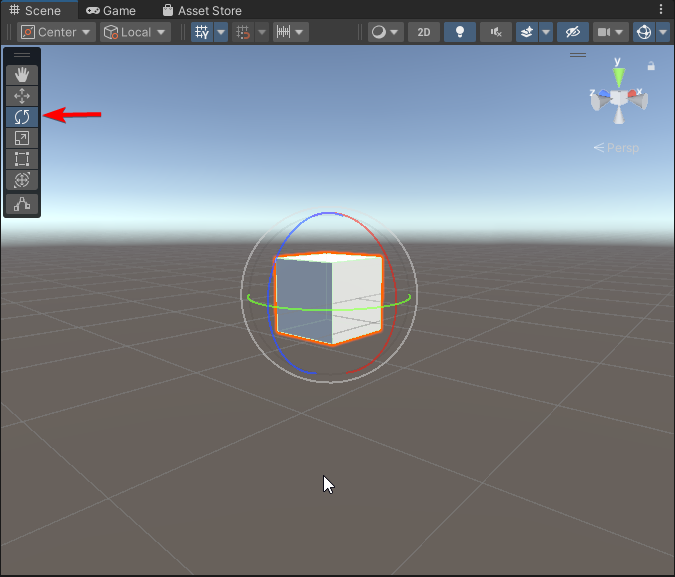 Scene Game Asset Store
Center Local 2D
y
z x
Persp